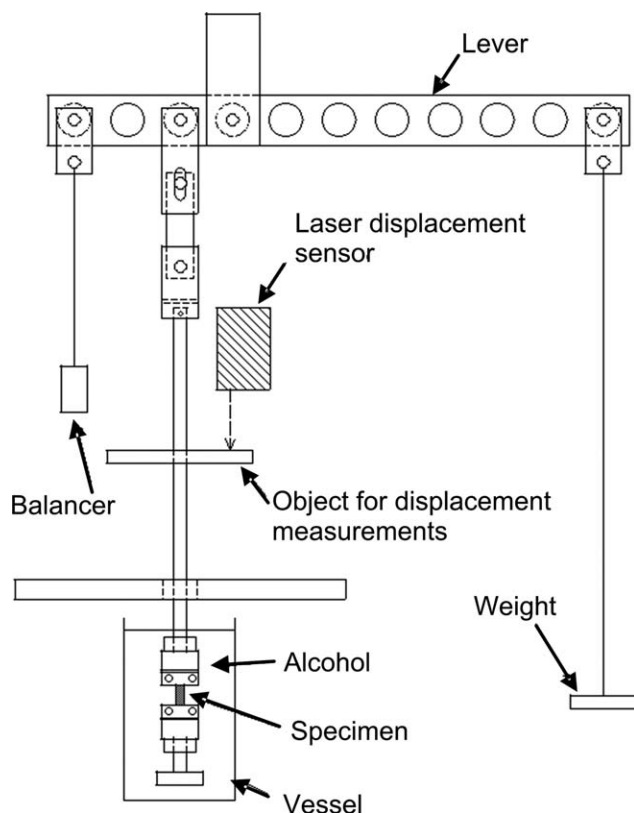 Lever
Laser displacement
sensor
Balancer
Object for displacement
measurements
Weight
Alcohol
Specimen
Vessel